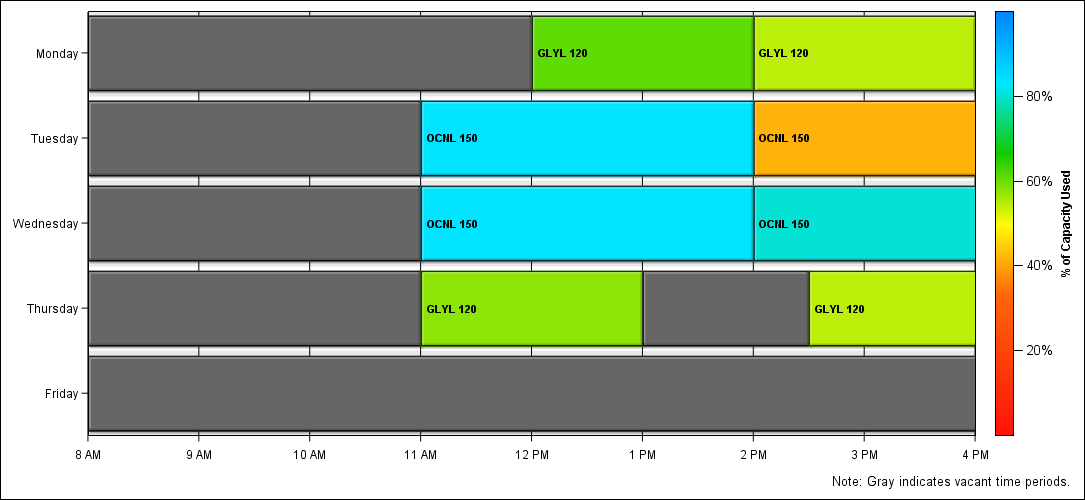 Monday
GLYL 120
GLYL 120
Tuesday
OCNL 150
OCNL 150
Wednesday
OCNL 150
OCNL 150
Thursday
GLYL 120
GLYL 120
Friday
8 AM 9 AM 10 AM 11 AM 12 PM 1 PM 2 PM 3 PM 4 PM
80%
60%
40%
20%
% of Capacity Used
Note: Gray indicates vacant time periods.